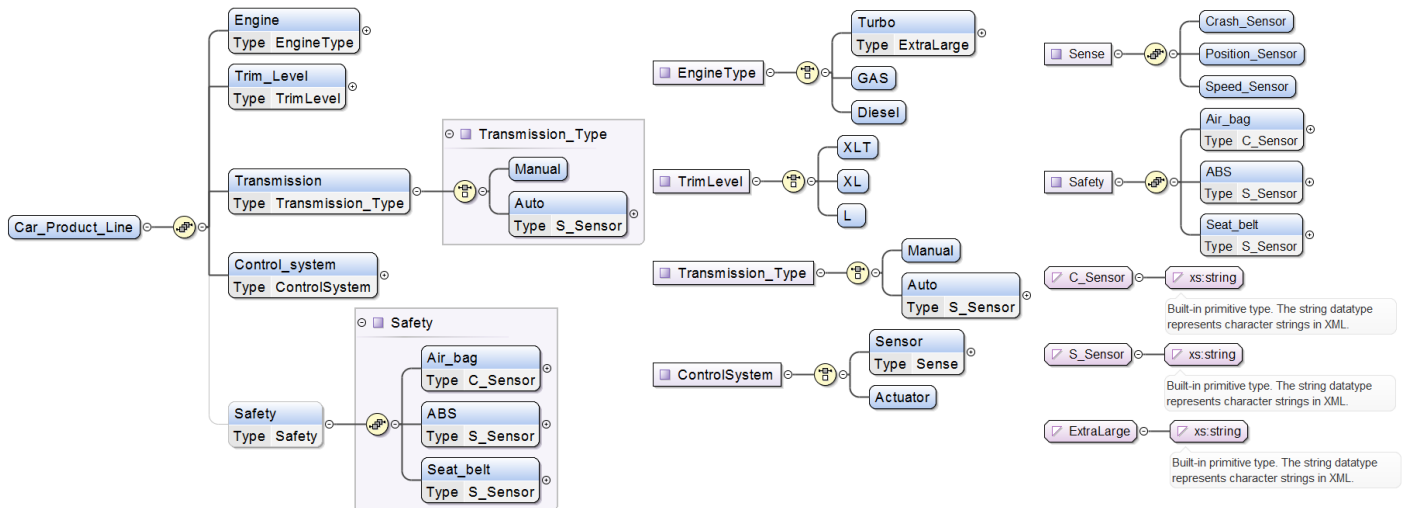 Engine
Type EngineType
Trim_Level
Type TrimLevel
Transmission_Type
Manual
Transmission
Type Transmission_Type
Auto
Type S_Sensor
Car_Product_Line
Control_system
Type ControlSystem
Safety
Air_bag
Type C_Sensor
Safety
Type Safety
ABS
Type S_Sensor
Seat_belt
Type S_Sensor
EngineType
Turbo
Type ExtraLarge
GAS
Diesel
TrimLevel
XLT
XL
L
Transmission_Type
Manual
Auto
Type S_Sensor
ControlSystem
Sensor
Type Sense
Actuator
Sense
Crash_Sensor
Position_Sensor
Speed_Sensor
Safety
Air_bag
Type C_Sensor
ABS
Type S_Sensor
Seat_belt
Type S_Sensor
C_Sensor
xs:string
Built-in primitive type. The string datatype
represents character strings in XML.
S_Sensor
xs:string
Built-in primitive type. The string datatype
represents character strings in XML.
ExtraLarge
xs:string
Built-in primitive type. The string datatype
represents character strings in XML.